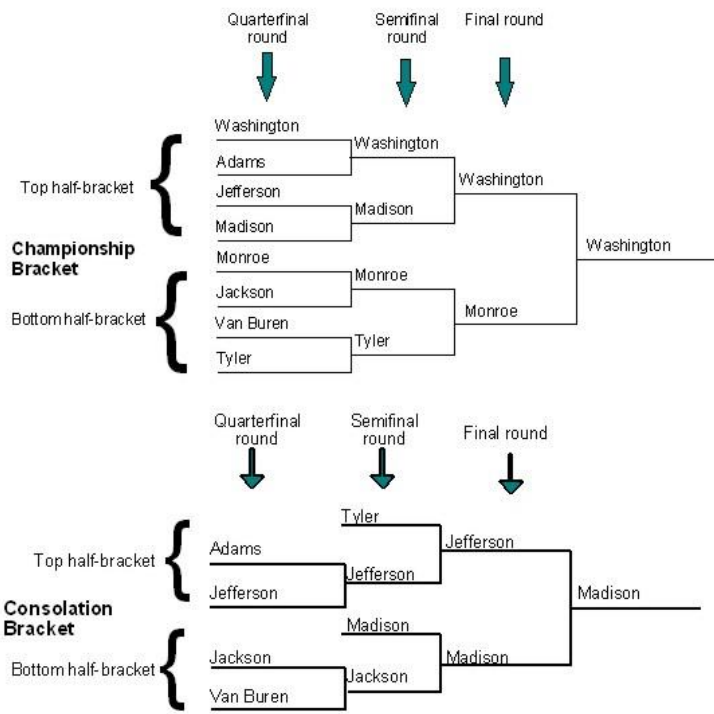 Quarterfinal round
Semifinal round
Final round
Washington
Adams
Jefferson
Madison
Monroe
Jackson
Van Buren
Tyler
Washington
Madison
Monroe
Tyler
Washington
Monroe
Washington
Top half-bracket
Championship Bracket
Bottom half-bracket
Quarterfinal round
Semifinal round
Final round
Tyler
Adams
Jefferson
Jefferson
Jefferson
Madison
Madison
Jackson
Jackson
Van Buren
Madison
Top half-bracket
Consolation Bracket
Bottom half-bracket